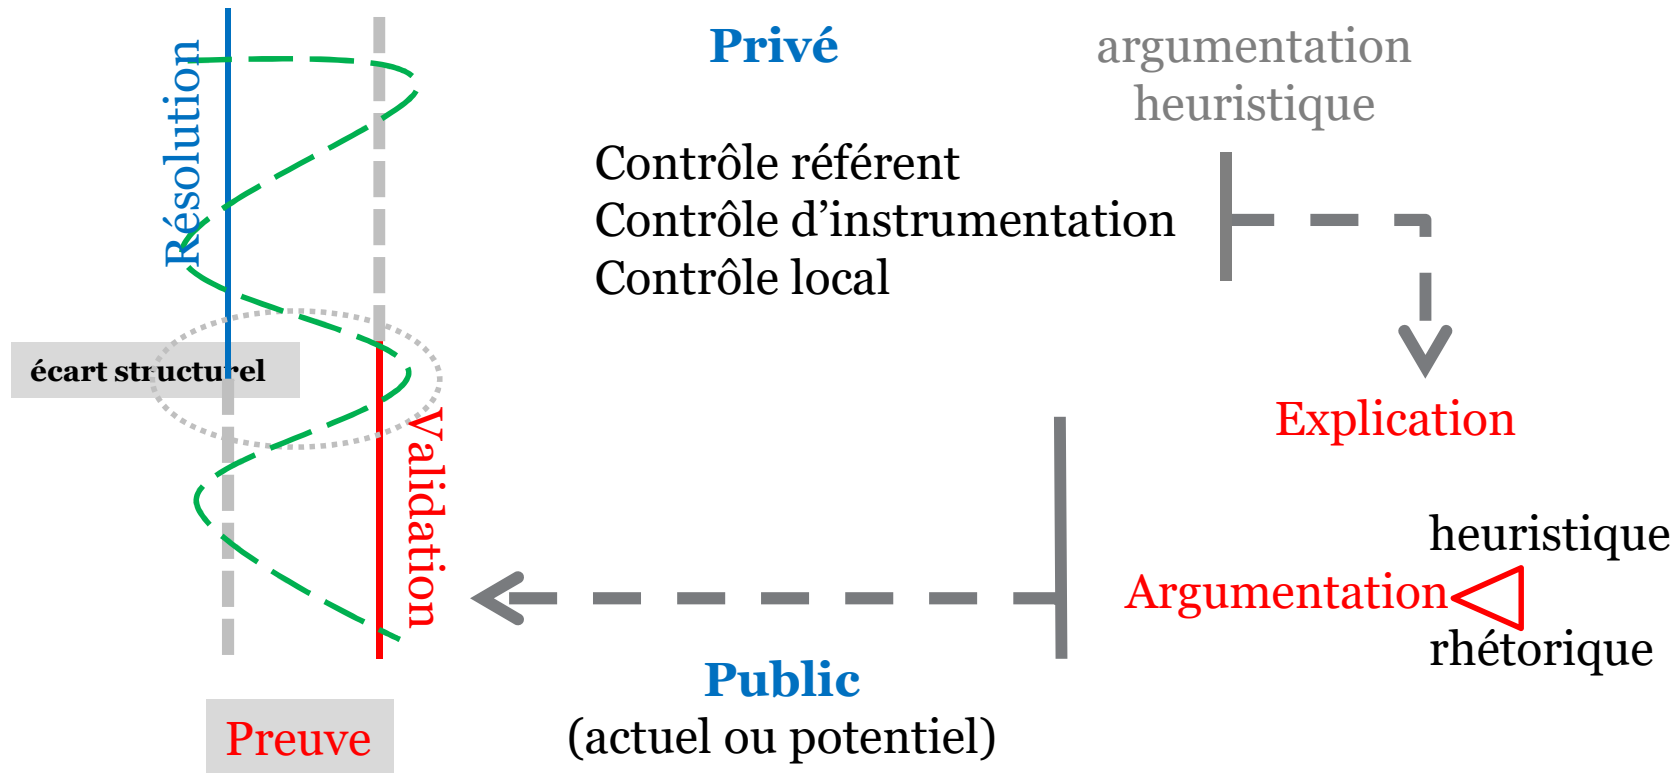 Résolution
Privé
argumentation
heuristique
Contrôle référent
Contrôle d’instrumentation
Contrôle local
écart structurel
Validation
Explication
heuristique
Argumentation
rhétorique
Public
(actuel ou potentiel)
Preuve